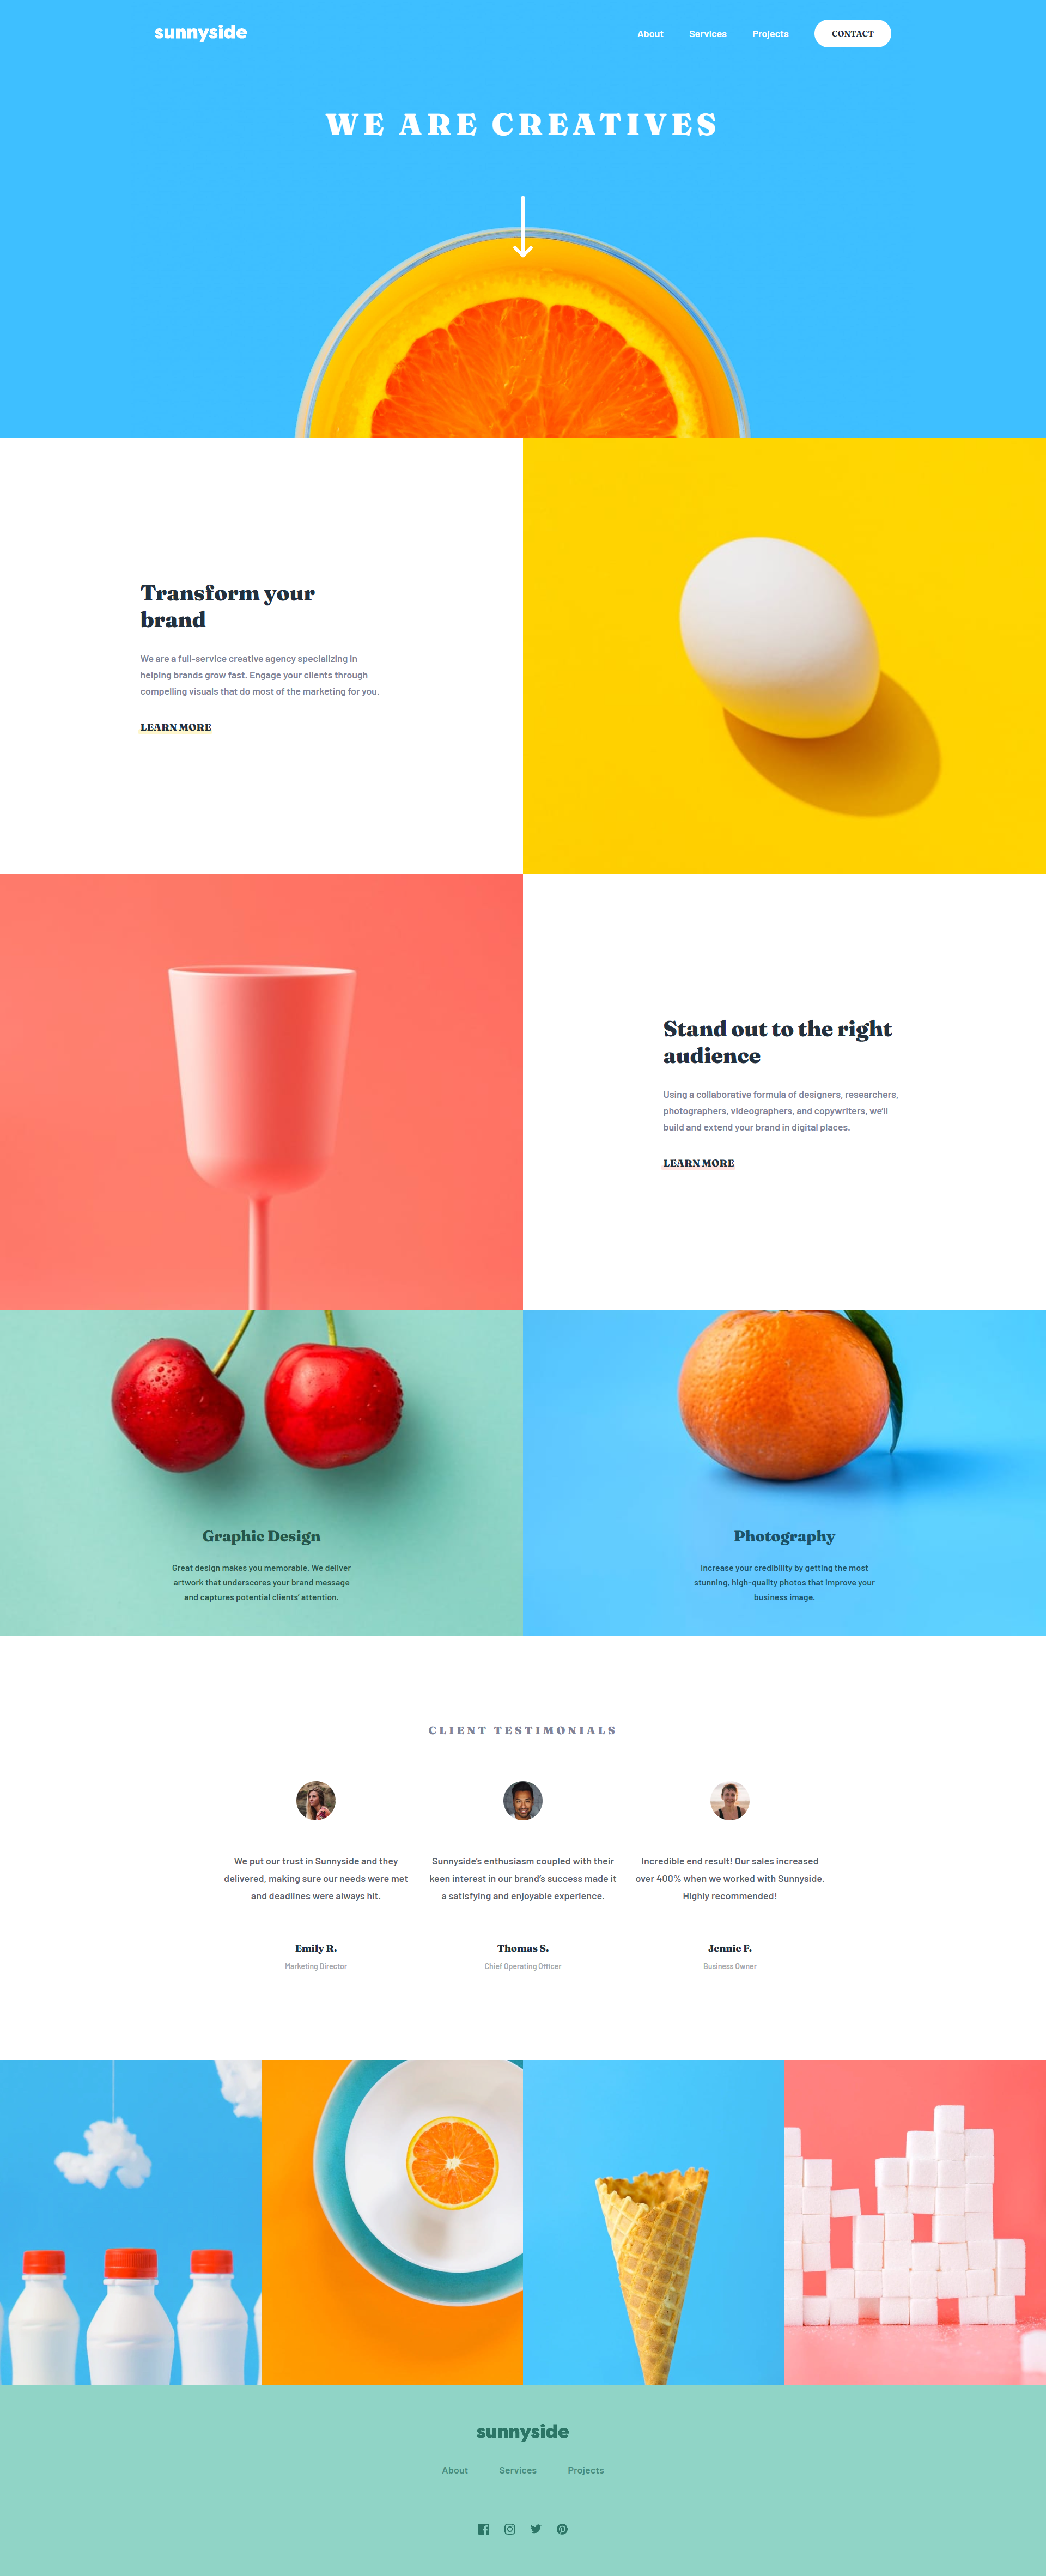 sunnyside
About Services Projects CONTACT
WE ARE CREATIVES
Transform your
brand
We are a full-service creative agency specializing in
helping brands grow fast. Engage your clients through
compelling visuals that do most of the marketing for you.
LEARN MORE
Stand out to the right
audience
Using a collaborative formula of designers, researchers,
photographers, videographers, and copywriters, we'll
build and extend your brand in digital places.
LEARN MORE
Graphic Design
Great design makes you memorable. We deliver
artwork that underscores your brand message
and captures potential clients' attention.
Photography
Increase your credibility by getting the most
stunning, high-quality photos that improve your
business image.
CLIENT TESTIMONIALS
We put our trust in Sunnyside and they
delivered, making sure our needs were met
and deadlines were always hit.
Emily R.
Marketing Director
Sunnyside's enthusiasm coupled with their
keen interest in our brand's success made it
a satisfying and enjoyable experience.
Thomas S.
Chief Operating Officer
Incredible end result! Our sales increased
over 400% when we worked with Sunnyside.
Highly recommended!
Jennie F.
Business Owner
sunnyside
About Services Projects